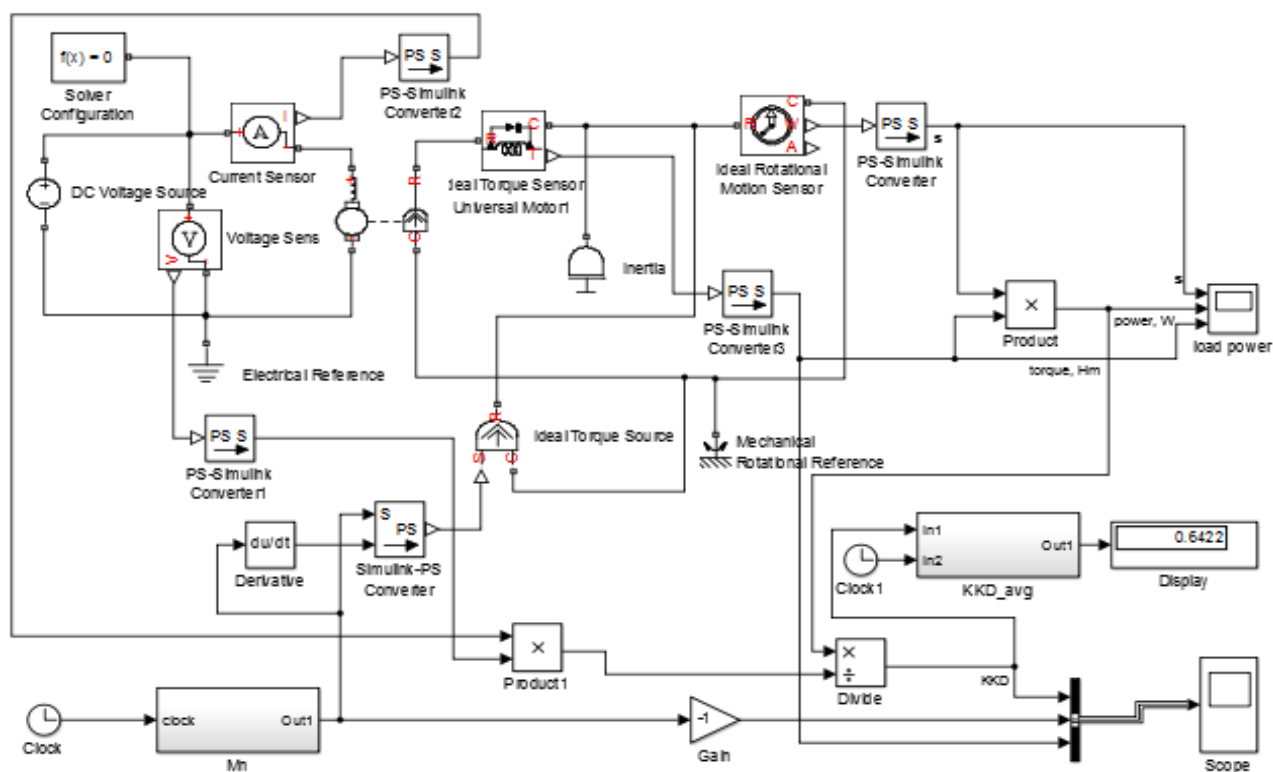 f(x) = 0
Solver
Configuration
PS S
PS-Simulink
Converter2
A
I
+
-
Current Sensor
DC Voltage Source
V
+
-
V
Voltage Sens
Electrical Reference
+
-
R
C
R
C
T
Ideal Torque Sensor
Universal Motor1
Inertia
R
C
W
A
Ideal Rotational
Motion Sensor
PS S
PS-Simulink
Converter
s
s
PS S
PS-Simulink
Converter3
×
Product
power, W
torque, Hm
load power
R
S
C
Ideal Torque Source
Mechanical
Rotational Reference
PS S
PS-Simulink
Converter1
du/dt
Derivative
S
PS
Simulink-PS
Converter
In1
In2
Out1
KKD_avg
Clock1
0.6422
Display
×
Product1
×
÷
Divide
KKD
Clock
clock
Out1
Mn
-1
Gain
Scope